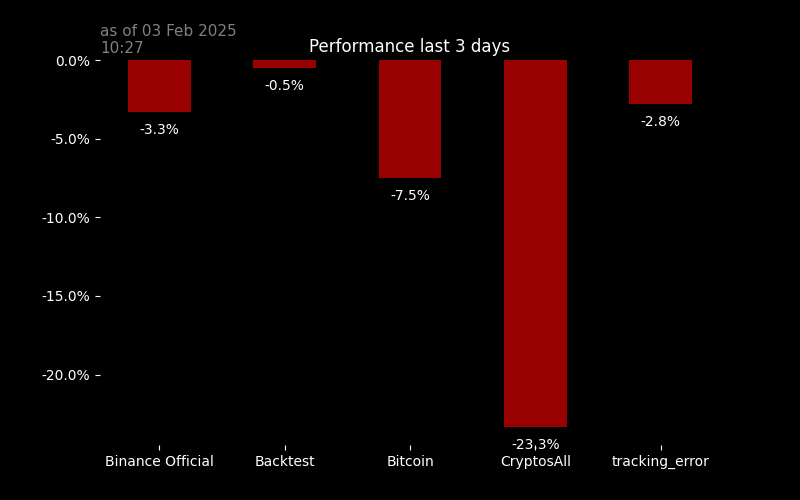 as of 03 Feb 2025
10:27
Performance last 3 days
0.0%
-5.0%
-10.0%
-15.0%
-20.0%
-3.3%
-0.5%
-7.5%
-23.3%
-2.8%
Binance Official
Backtest
Bitcoin
CryptosAll
tracking_error